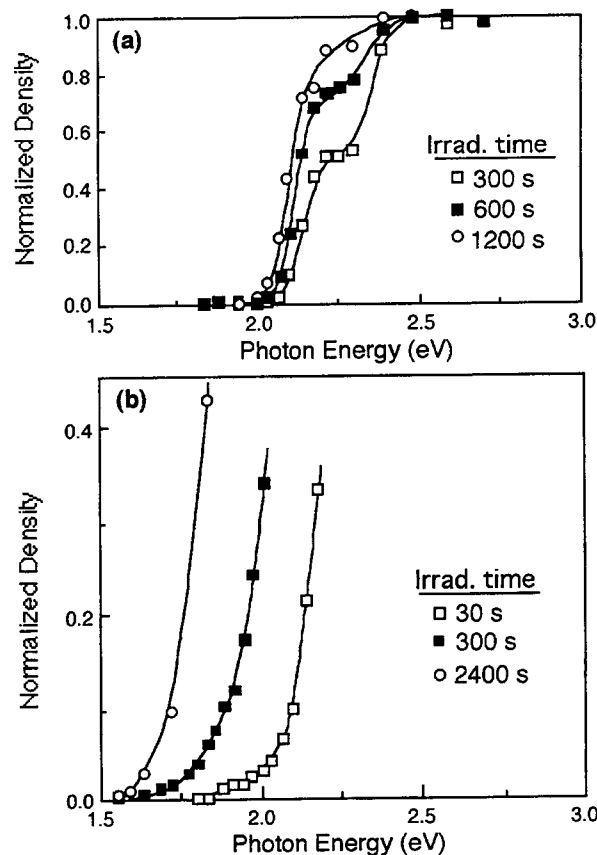 (a)
1.0
0.8
0.6
0.4
0.2
0.0
Normalized Density
Irrad. time
300 s
600 s
1200 s
1.5
2.0
2.5
3.0
Photon Energy (eV)
(b)
0.4
0.2
0.0
Normalized Density
Irrad. time
30 s
300 s
2400 s
1.5
2.0
2.5
3.0
Photon Energy (eV)